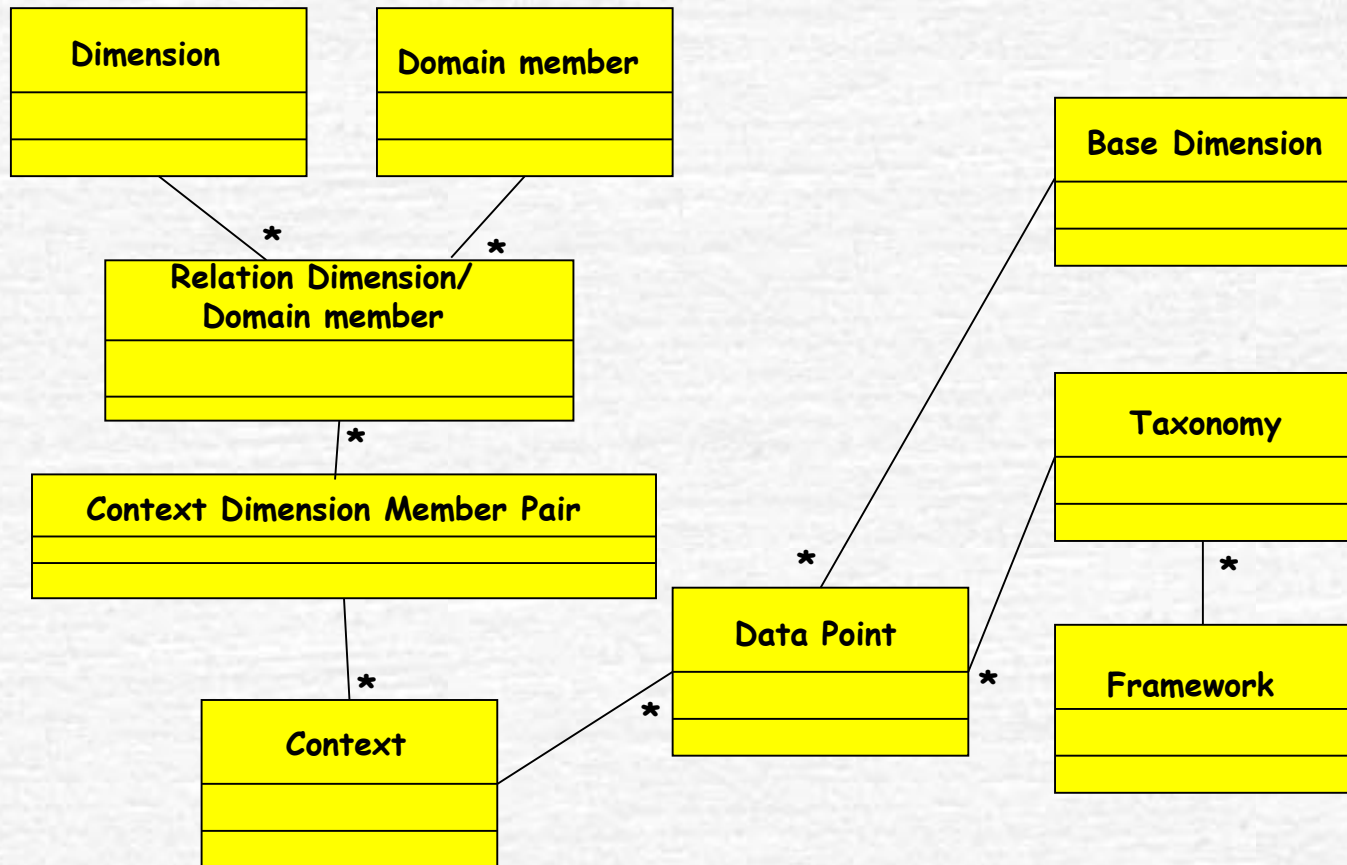 Dimension
Domain member
Base Dimension
*
*
Relation Dimension/
Domain member
Taxonomy
*
Context Dimension Member Pair
*
*
Data Point
*
Framework
*
*
Context